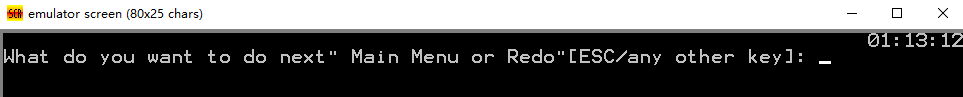 emulator screen (80x25 chars)
01:13:12
What do you want to do next" Main Menu or Redo"[ESC/any other key]: _